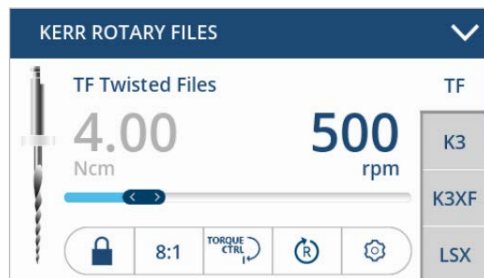 KERR ROTARY FILES
TF Twisted Files
TF
4.00
500
Ncm
rpm
K3
K3XF
LSX
8:1
TORQUE
CTRL
R